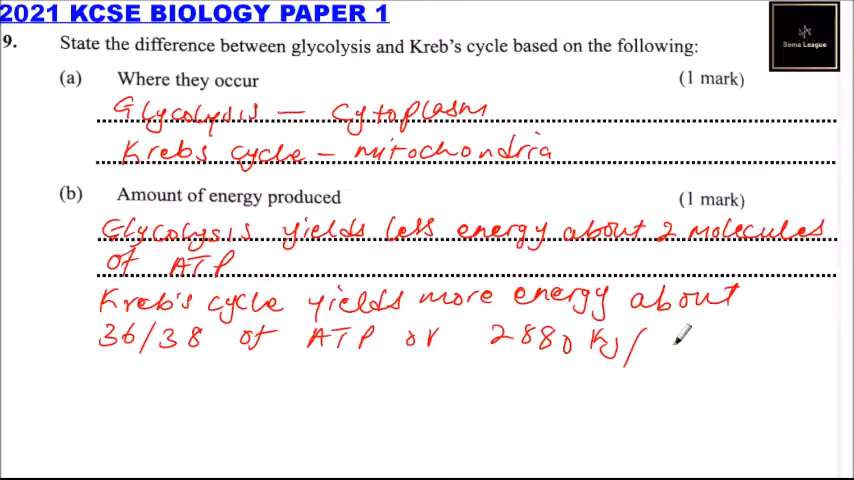 2021 KCSE BIOLOGY PAPER 1
Soma League
9. State the difference between glycolysis and Kreb's cycle based on the following:
(a) Where they occur (1 mark)
Glycolysis – Cytoplasm
Krebs cycle – mitochondria
(b) Amount of energy produced (1 mark)
Glycolysis yields less energy about 2 molecules
of ATP
Kreb's cycle yields more energy about
36/38 of ATP or 2880 KJ/